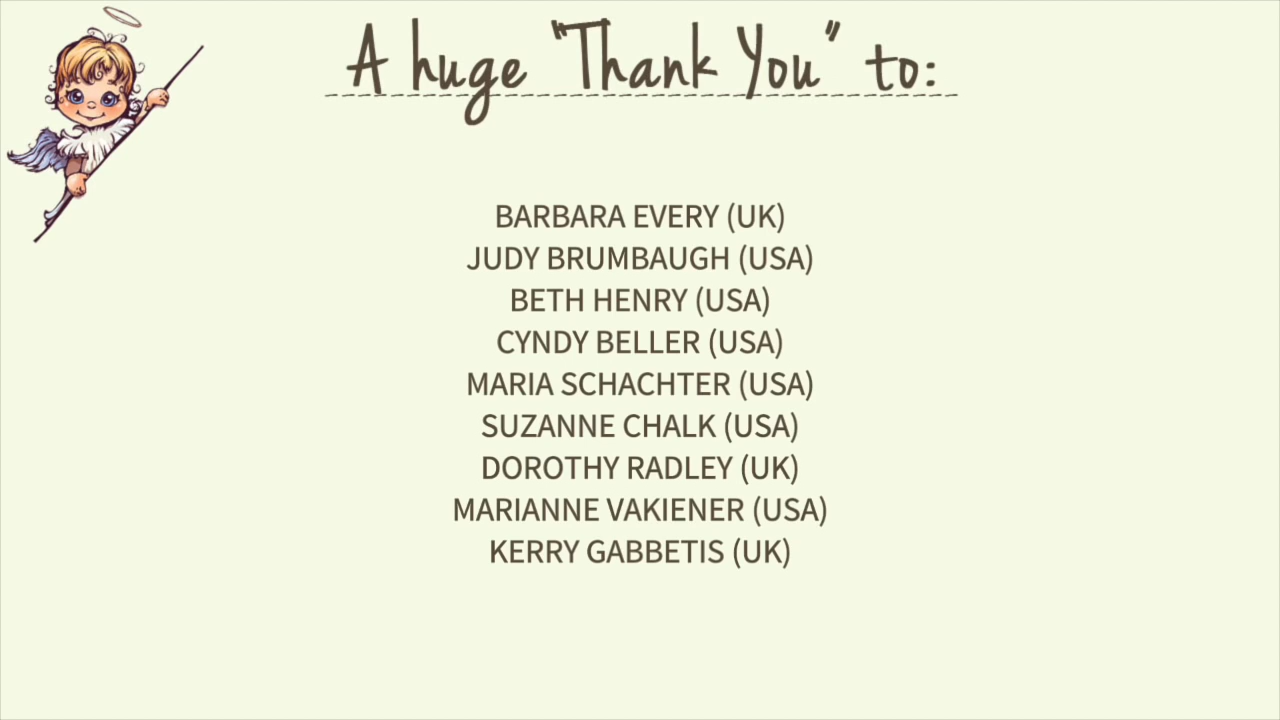 A huge "Thank You" to:
BARBARA EVERY (UK)
JUDY BRUMBAUGH (USA)
BETH HENRY (USA)
CYNDY BELLER (USA)
MARIA SCHACHTER (USA)
SUZANNE CHALK (USA)
DOROTHY RADLEY (UK)
MARIANNE VAKIENER (USA)
KERRY GABBETIS (UK)